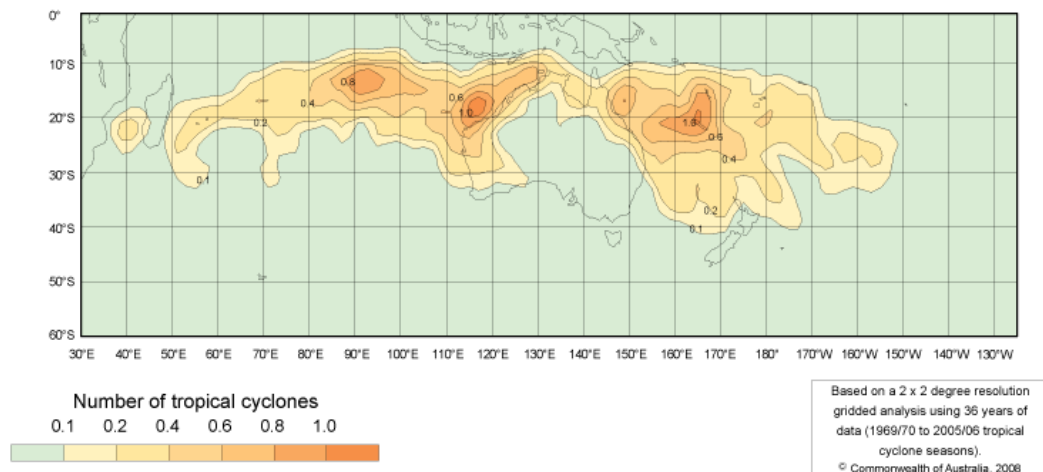 0°
10°S
20°S
30°S
40°S
50°S
60°S
0.8
0.6
0.4
1.0
0.2
0.1
1.0
0.6
0.4
0.2
0.1
30°E 40°E 50°E 60°E 70°E 80°E 90°E 100°E 110°E 120°E 130°E 140°E 150°E 160°E 170°E 180° 170°W 160°W 150°W 140°W 130°W
Number of tropical cyclones
0.1 0.2 0.4 0.6 0.8 1.0
Based on a 2 x 2 degree resolution
gridded analysis using 36 years of
data (1969/70 to 2005/06 tropical
cyclone seasons).
© Commonwealth of Australia, 2008